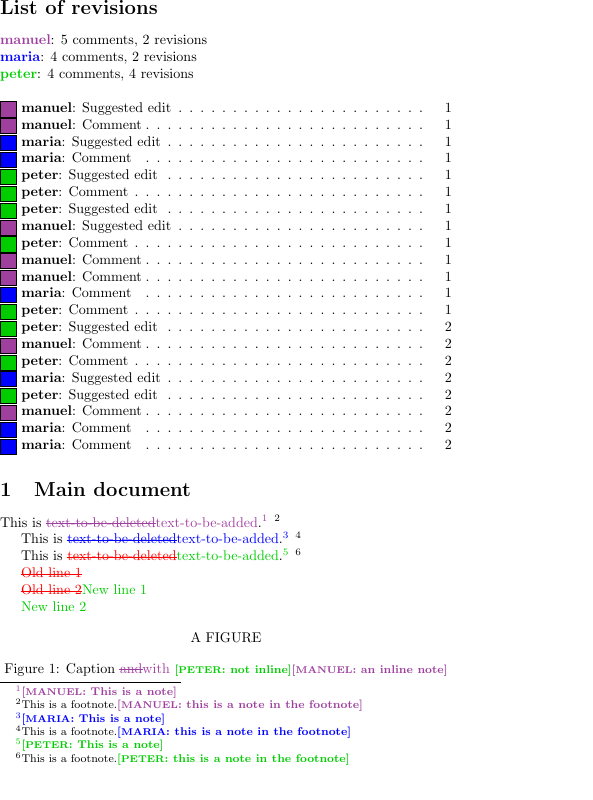 List of revisions
manuel: 5 comments, 2 revisions
maria: 4 comments, 2 revisions
peter: 4 comments, 4 revisions
manuel: Suggested edit . . . . . . . . . . . . . . . . . . . . . . . 1
manuel: Comment . . . . . . . . . . . . . . . . . . . . . . . . . . 1
maria: Suggested edit . . . . . . . . . . . . . . . . . . . . . . . . 1
maria: Comment . . . . . . . . . . . . . . . . . . . . . . . . . . 1
peter: Suggested edit . . . . . . . . . . . . . . . . . . . . . . . . 1
peter: Comment . . . . . . . . . . . . . . . . . . . . . . . . . . . 1
peter: Suggested edit . . . . . . . . . . . . . . . . . . . . . . . . 1
manuel: Suggested edit . . . . . . . . . . . . . . . . . . . . . . . 1
peter: Comment . . . . . . . . . . . . . . . . . . . . . . . . . . . 1
manuel: Comment . . . . . . . . . . . . . . . . . . . . . . . . . . 1
manuel: Comment . . . . . . . . . . . . . . . . . . . . . . . . . . 1
maria: Comment . . . . . . . . . . . . . . . . . . . . . . . . . . 1
peter: Comment . . . . . . . . . . . . . . . . . . . . . . . . . . . 1
peter: Suggested edit . . . . . . . . . . . . . . . . . . . . . . . . 2
manuel: Comment . . . . . . . . . . . . . . . . . . . . . . . . . . 2
peter: Comment . . . . . . . . . . . . . . . . . . . . . . . . . . . 2
maria: Suggested edit . . . . . . . . . . . . . . . . . . . . . . . . 2
peter: Suggested edit . . . . . . . . . . . . . . . . . . . . . . . . 2
manuel: Comment . . . . . . . . . . . . . . . . . . . . . . . . . . 2
maria: Comment . . . . . . . . . . . . . . . . . . . . . . . . . . 2
maria: Comment . . . . . . . . . . . . . . . . . . . . . . . . . . 2
1 Main document
This is text-to-be-deletedtext-to-be-added.1 2
This is text-to-be-deletedtext-to-be-added.3 4
This is text-to-be-deletedtext-to-be-added.5 6
Old line 1
Old line 2New line 1
New line 2
A FIGURE
Figure 1: Caption andwith [PETER: not inline][MANUEL: an inline note]
1[MANUEL: This is a note]
2This is a footnote.[MANUEL: this is a note in the footnote]
3[MARIA: This is a note]
4This is a footnote.[MARIA: this is a note in the footnote]
5[PETER: This is a note]
6This is a footnote.[PETER: this is a note in the footnote]